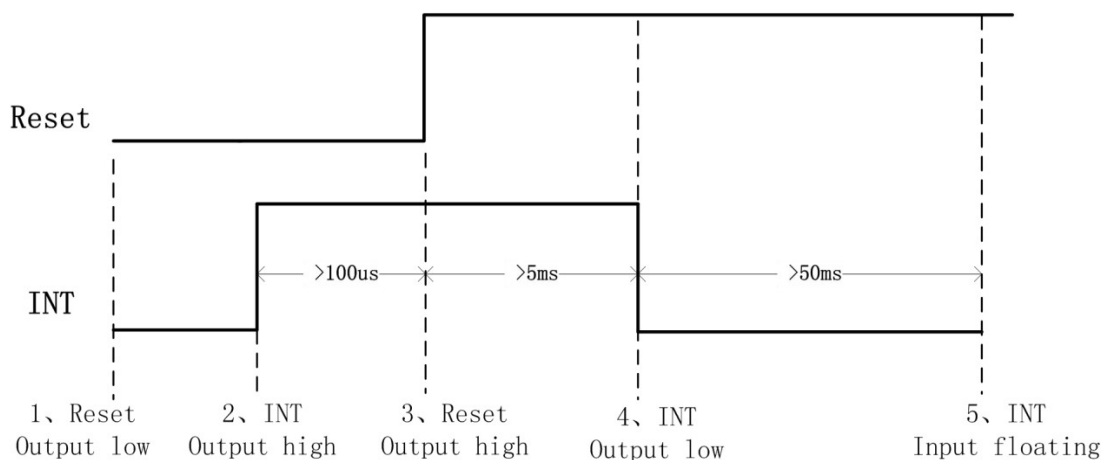 Reset
>100us
>5ms
>50ms
INT
1、Reset
Output low
2、INT
Output high
3、Reset
Output high
4、INT
Output low
5、INT
Input floating